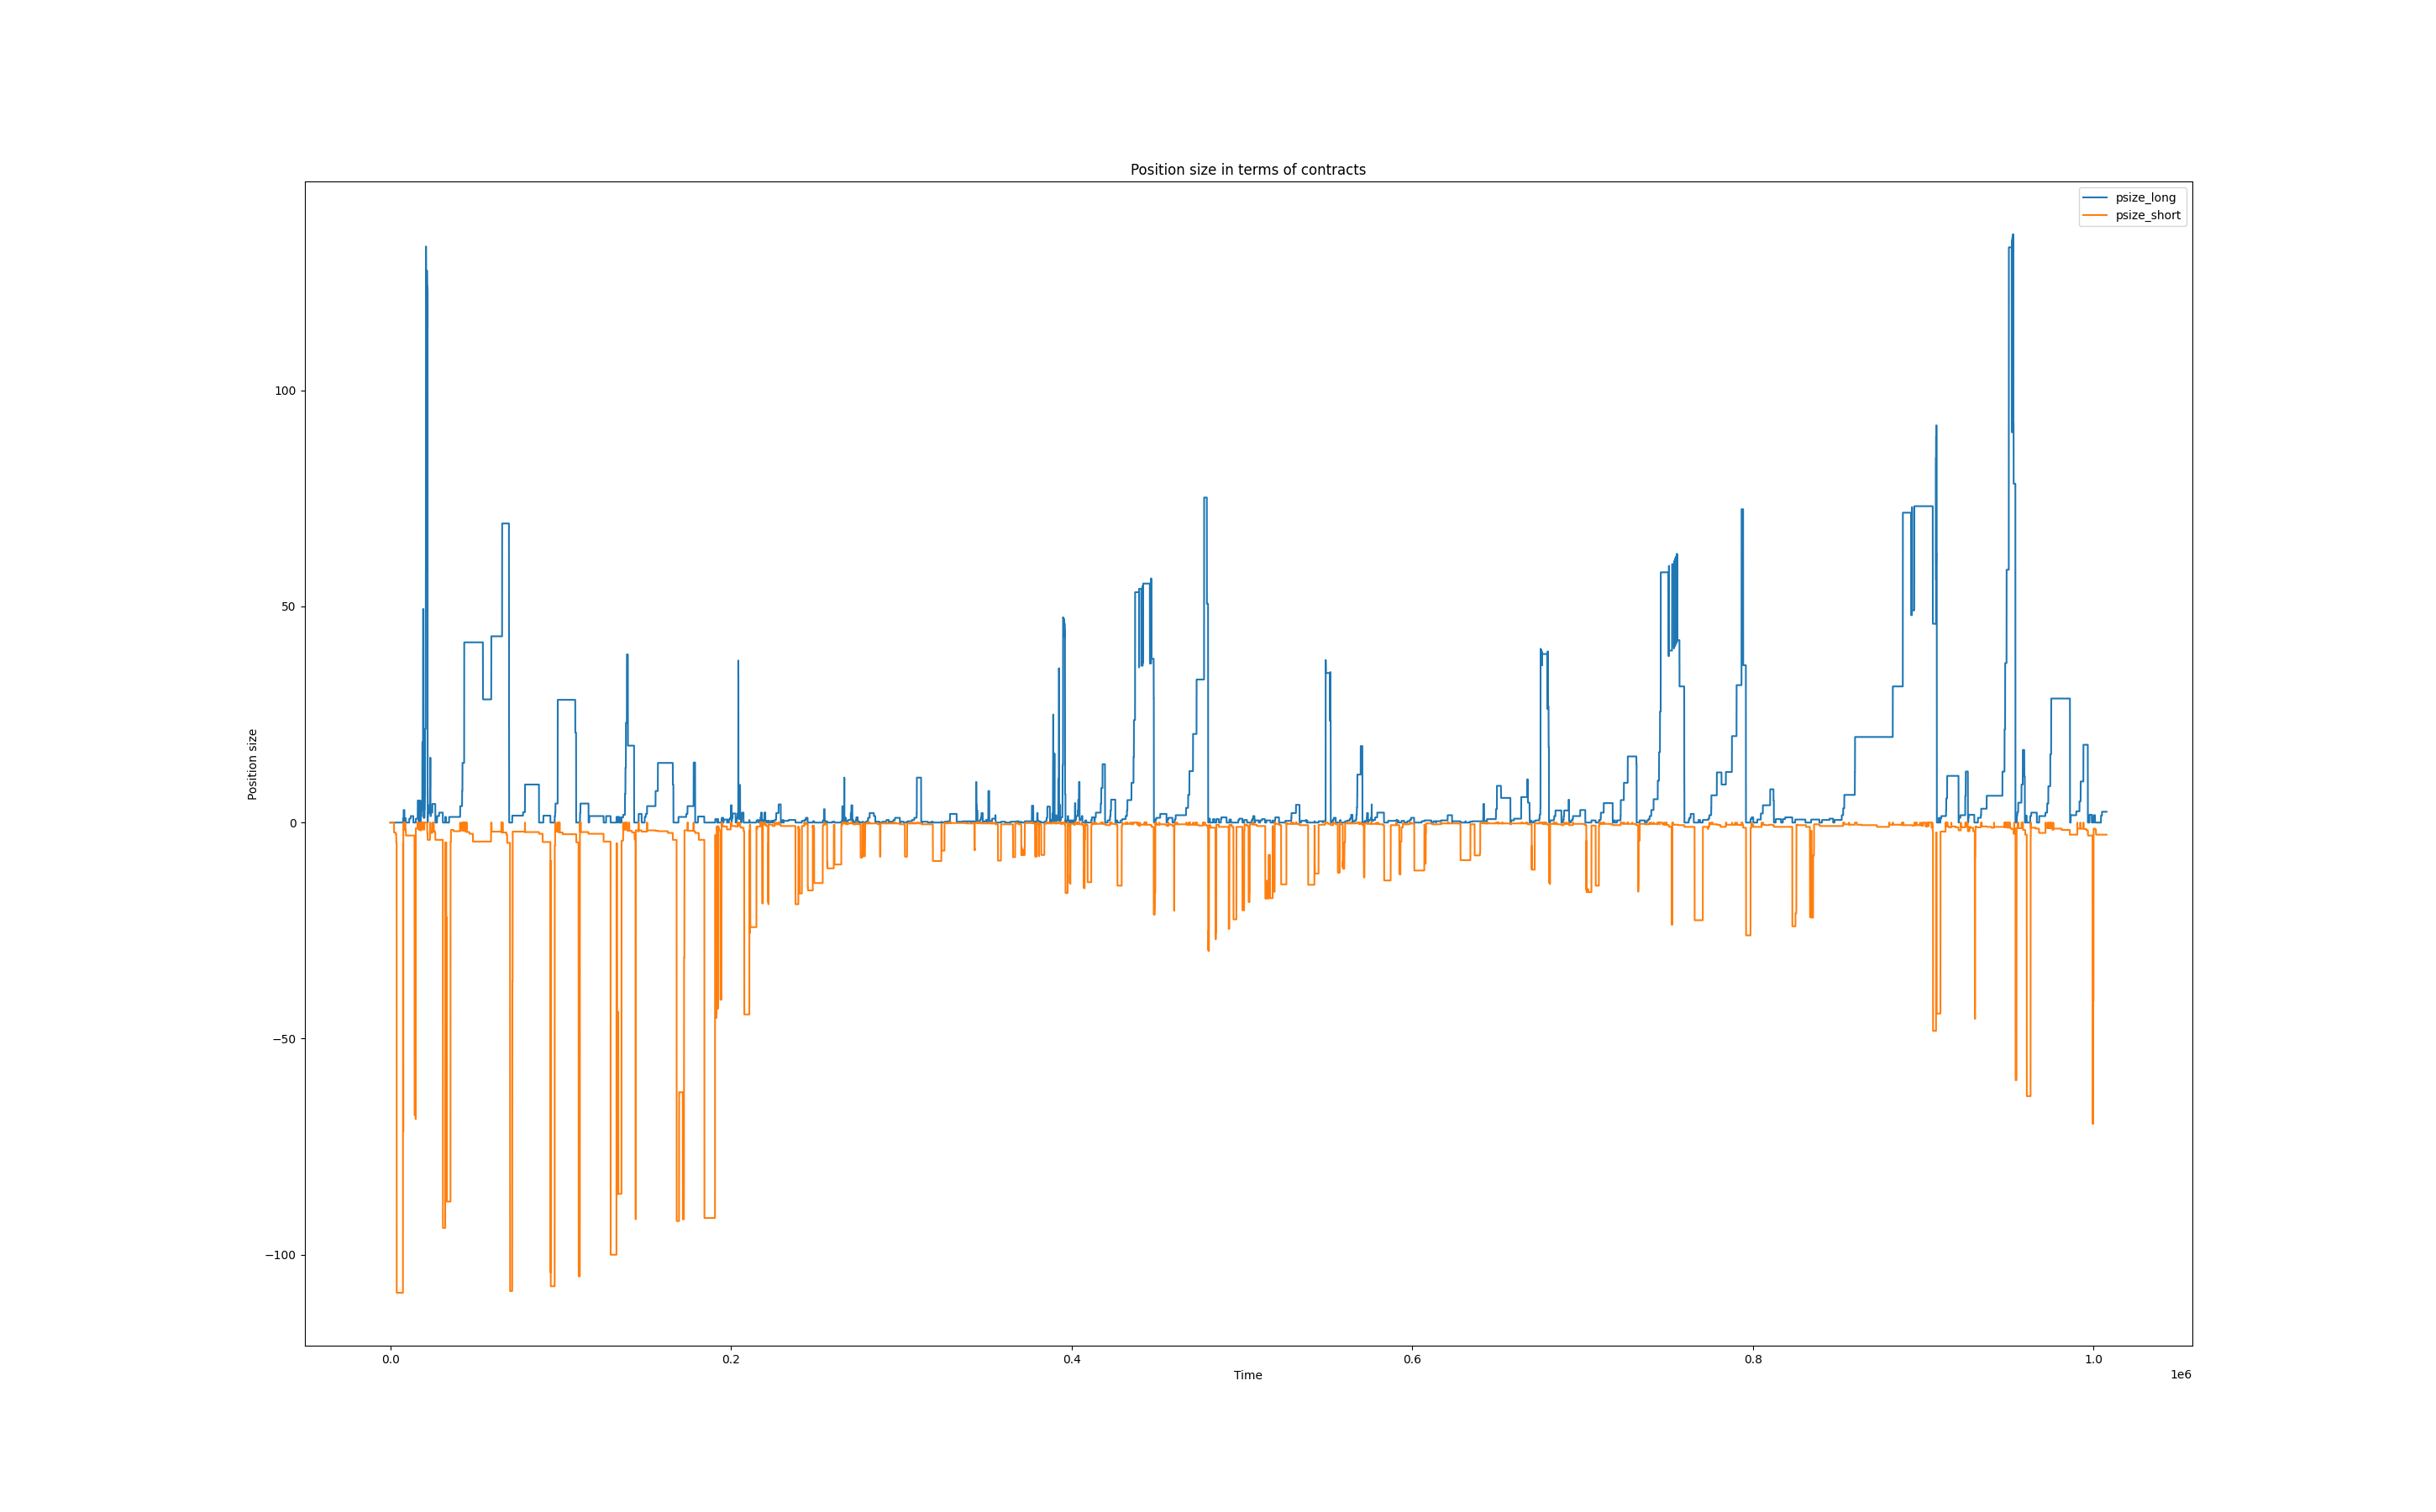 Position size in terms of contracts
psize_long
psize_short
Position size
100
50
0
−50
−100
0.0 0.2 0.4 0.6 0.8 1.0
1e6
Time